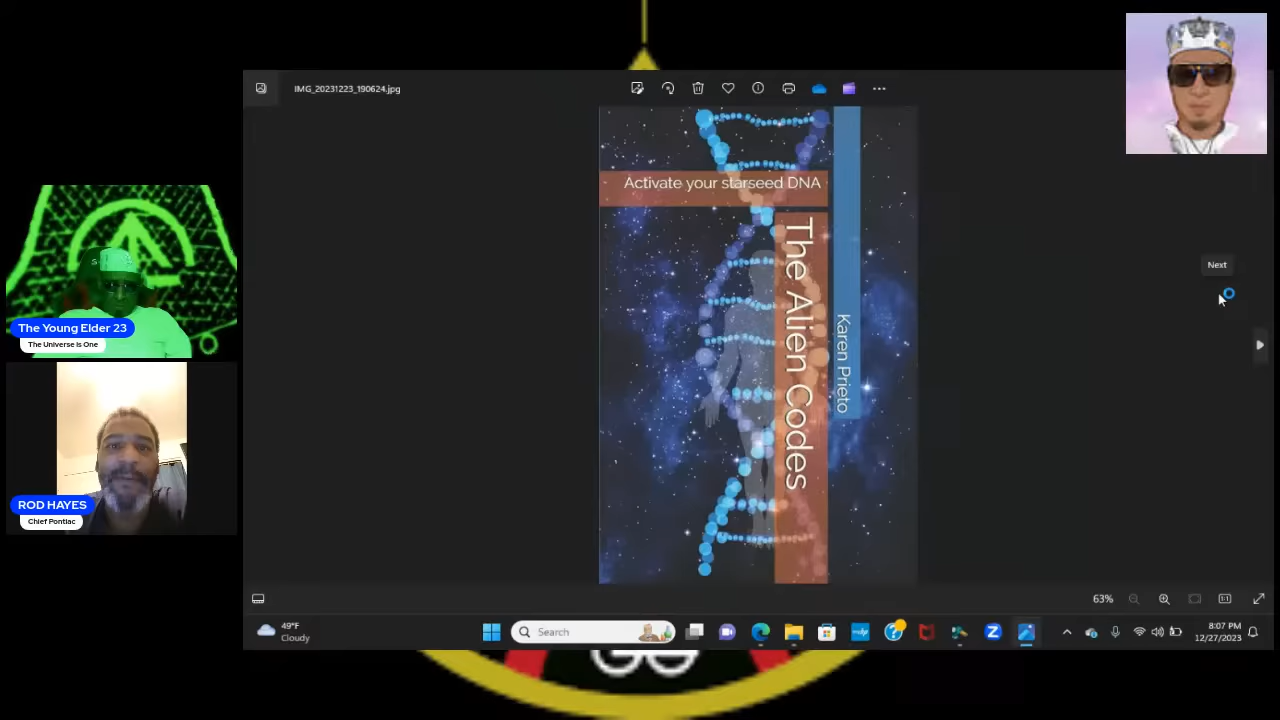 IMG_20231223_190624.jpg
Activate your starseed DNA
The Alien Codes
Karen Prieto
Next
The Young Elder 23
The Universe Is One
ROD HAYES
Chief Pontiac
63%
49°F
Cloudy
Search
8:07 PM
12/27/2023